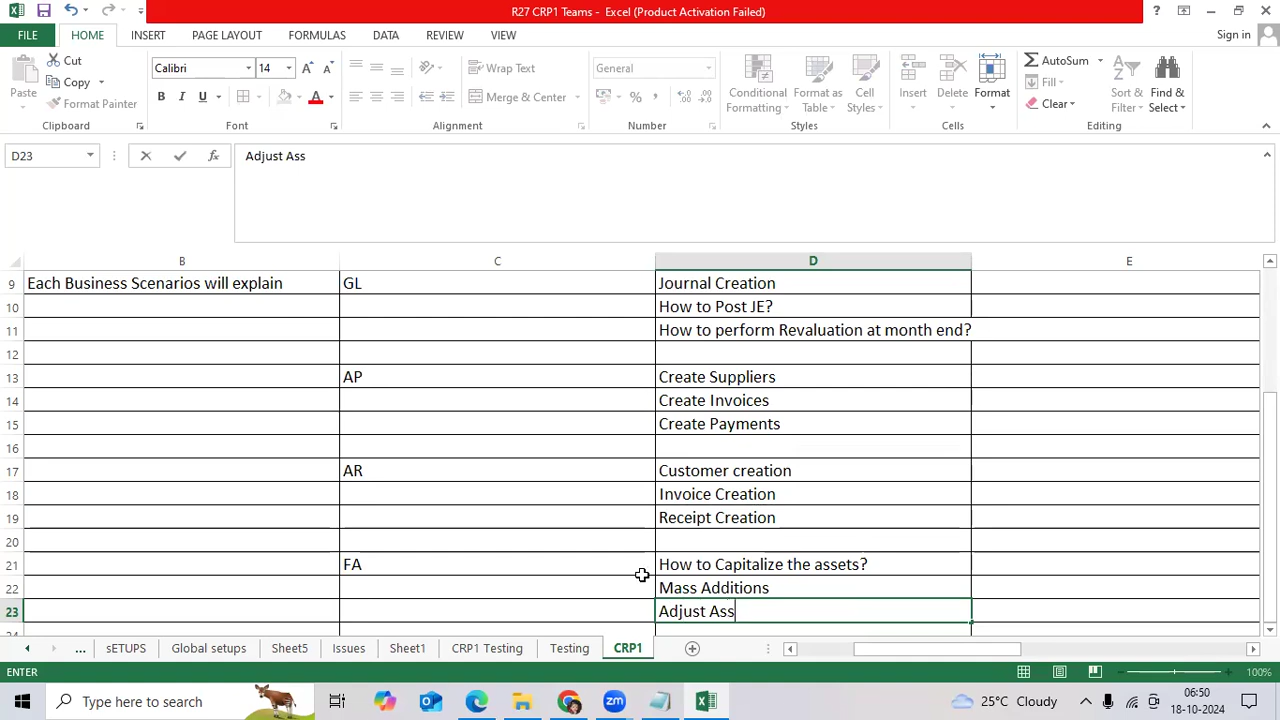 R27 CRP1 Teams - Excel (Product Activation Failed)
?
FILE HOME INSERT PAGE LAYOUT FORMULAS DATA REVIEW VIEW Sign in
Paste Cut Copy Format Painter
Calibri 14 A A
B I U A
Wrap Text
Merge & Center
General
%
Conditional Formatting Format as Table Cell Styles
Insert Delete Format
AutoSum Fill Clear
Sort & Filter Find & Select
Clipboard Font Alignment Number Styles Cells Editing
D23 fx Adjust Ass
B C D E
9 Each Business Scenarios will explain GL Journal Creation
10 How to Post JE?
11 How to perform Revaluation at month end?
12
13 AP Create Suppliers
14 Create Invoices
15 Create Payments
16
17 AR Customer creation
18 Invoice Creation
19 Receipt Creation
20
21 FA How to Capitalize the assets?
22 Mass Additions
23 Adjust Ass
24
... sETUPS Global setups Sheet5 Issues Sheet1 CRP1 Testing Testing CRP1
ENTER 100%
Type here to search zm 25°C Cloudy 06:50
18-10-2024